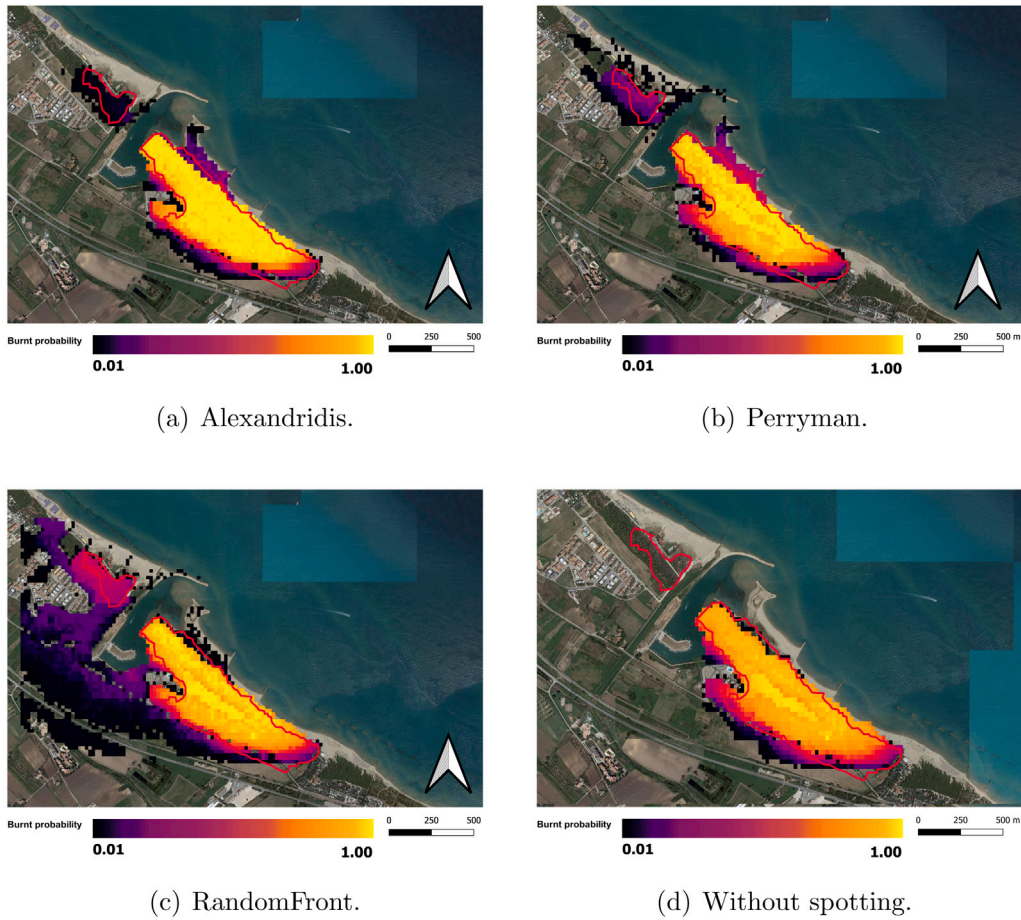 Burnt probability
0.01
1.00
0 250 500
(a) Alexandridis.
Burnt probability
0.01
1.00
0 250 500 m
(b) Perryman.
Burnt probability
0.01
1.00
0 250 500
(c) RandomFront.
Burnt probability
0.01
1.00
0 250 500 m
(d) Without spotting.